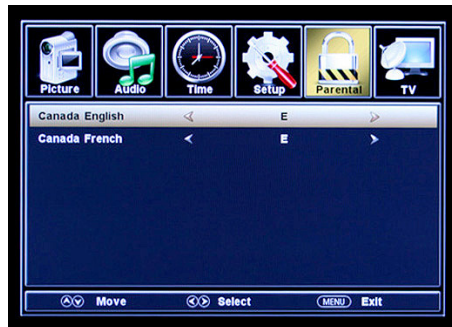 Picture Audio Time Setup Parental TV
Canada English E
Canada French E
Move Select MENU Exit